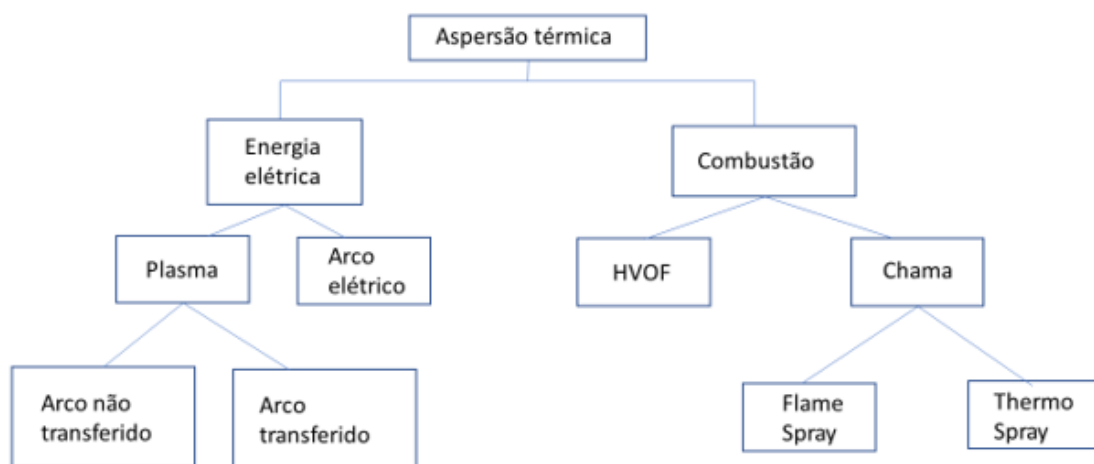 Aspersão térmica
Energia
elétrica
Combustão
Plasma
Arco
elétrico
HVOF
Chama
Arco não
transferido
Arco
transferido
Flame
Spray
Thermo
Spray